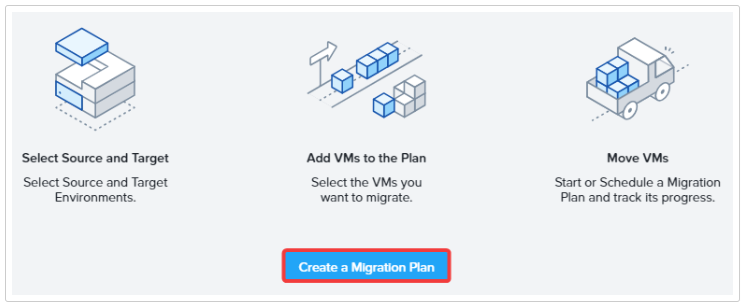 Select Source and Target
Select Source and Target
Environments.
Add VMs to the Plan
Select the VMs you
want to migrate.
Move VMs
Start or Schedule a Migration
Plan and track its progress.
Create a Migration Plan